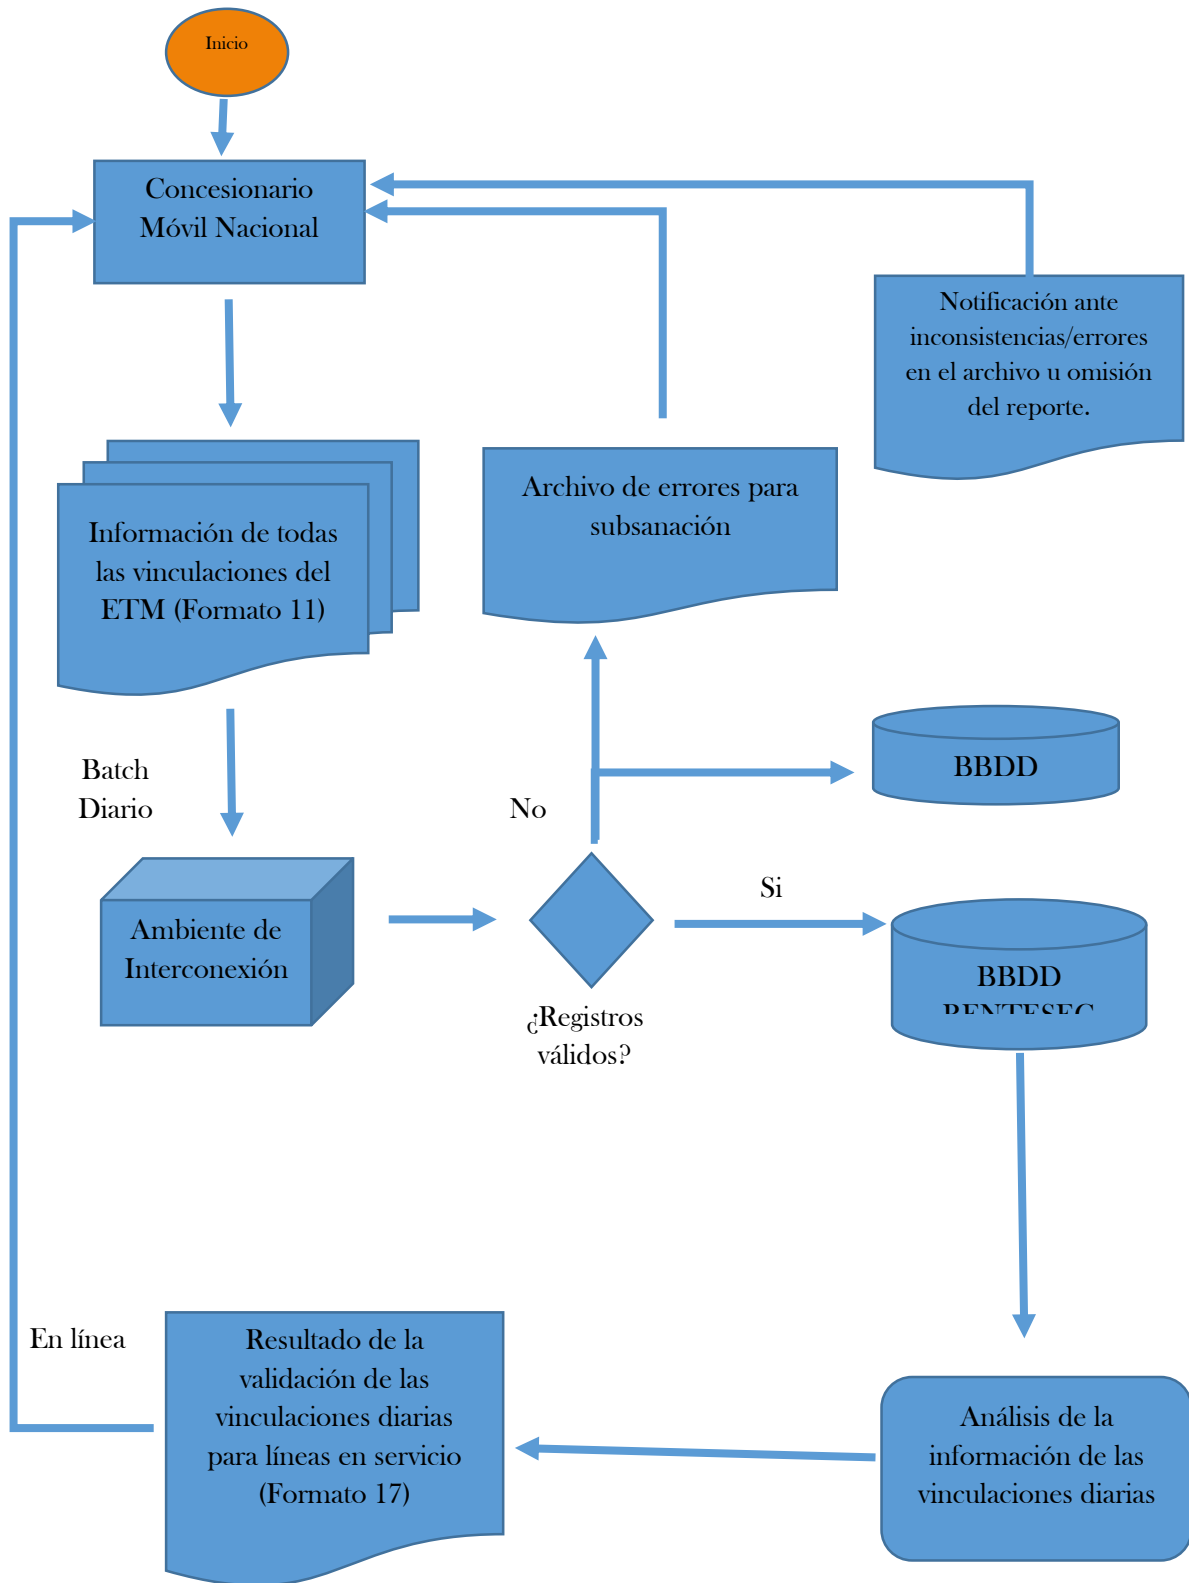 Inicio
Concesionario
Móvil Nacional
Notificación ante
inconsistencias/errores
en el archivo u omisión
del reporte.
Archivo de errores para
subsanación
Información de todas
las vinculaciones del
ETM (Formato 11)
Batch
Diario
No
BBDD
Si
Ambiente de
Interconexión
BBDD
RENTESEG
¿Registros
válidos?
En línea
Resultado de la
validación de las
vinculaciones diarias
para líneas en servicio
(Formato 17)
Análisis de la
información de las
vinculaciones diarias